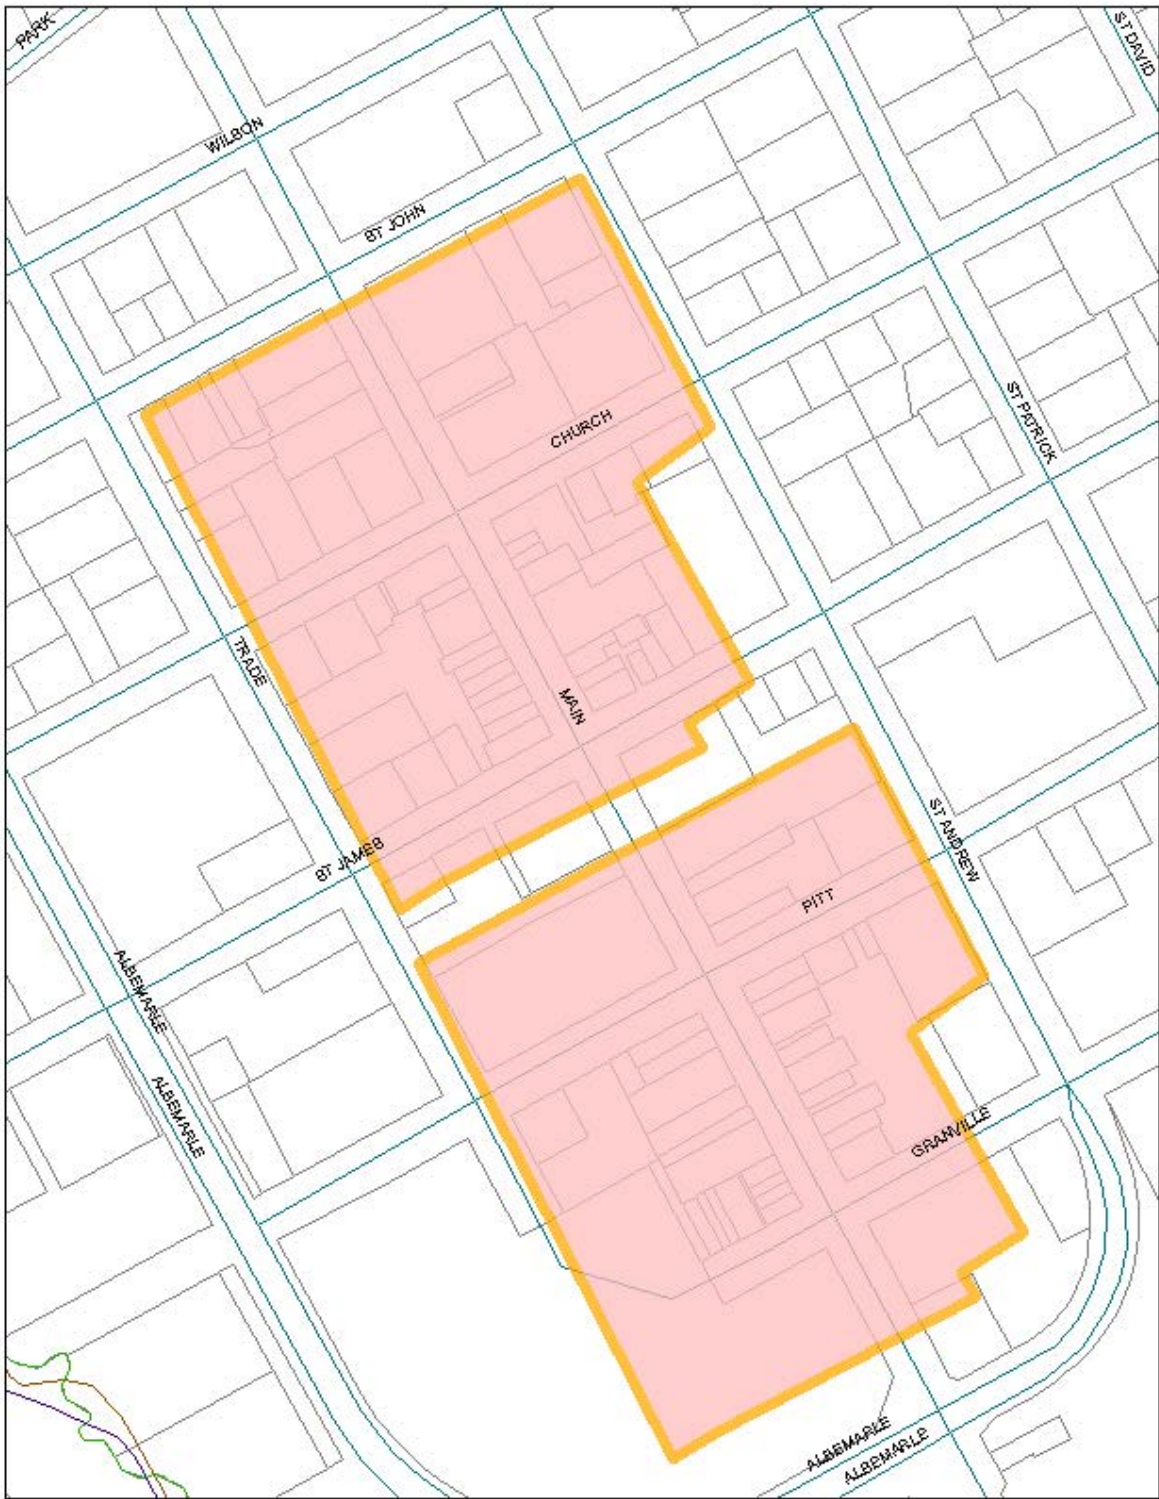 PARK
ST DAVID
WILSON
ST JOHN
ST PATRICK
CHURCH
TRADE
MAIN
ST JAMES
ST ANDREW
PITT
ALBEMARLE
ALBEMARLE
GRANVILLE
ALBEMARLE
ALBEMARLE